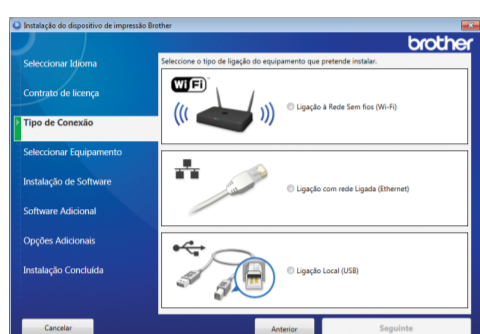 Instalação do dispositivo de impressão Brother
brother
Seleccionar Idioma
Contrato de licença
Tipo de Conexão
Seleccionar Equipamento
Instalação de Software
Software Adicional
Opções Adicionais
Instalação Concluída
Seleccione o tipo de ligação do equipamento que pretende instalar.
Wi Fi
Ligação à Rede Sem fios (Wi-Fi)
Ligação com rede Ligada (Ethernet)
Ligação Local (USB)
Cancelar
Anterior
Seguinte